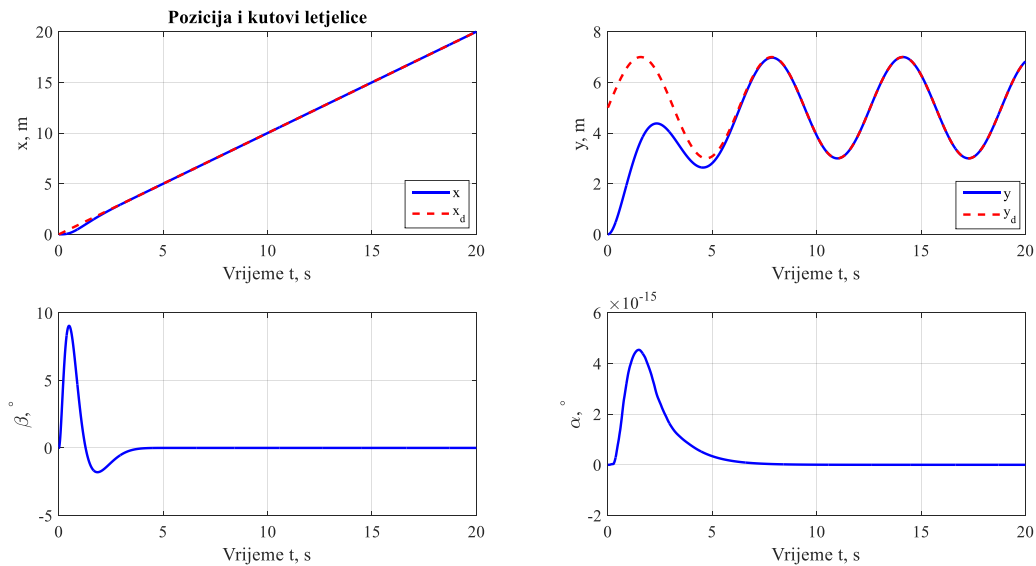 Pozicija i kutovi letjelice
20
15
10
5
0
x, m
x
x_d
0 5 10 15 20
Vrijeme t, s
8
6
4
2
0
y, m
y
y_d
0 5 10 15 20
Vrijeme t, s
10
5
0
-5
β, °
0 5 10 15 20
Vrijeme t, s
×10^-15
6
4
2
0
-2
α, °
0 5 10 15 20
Vrijeme t, s